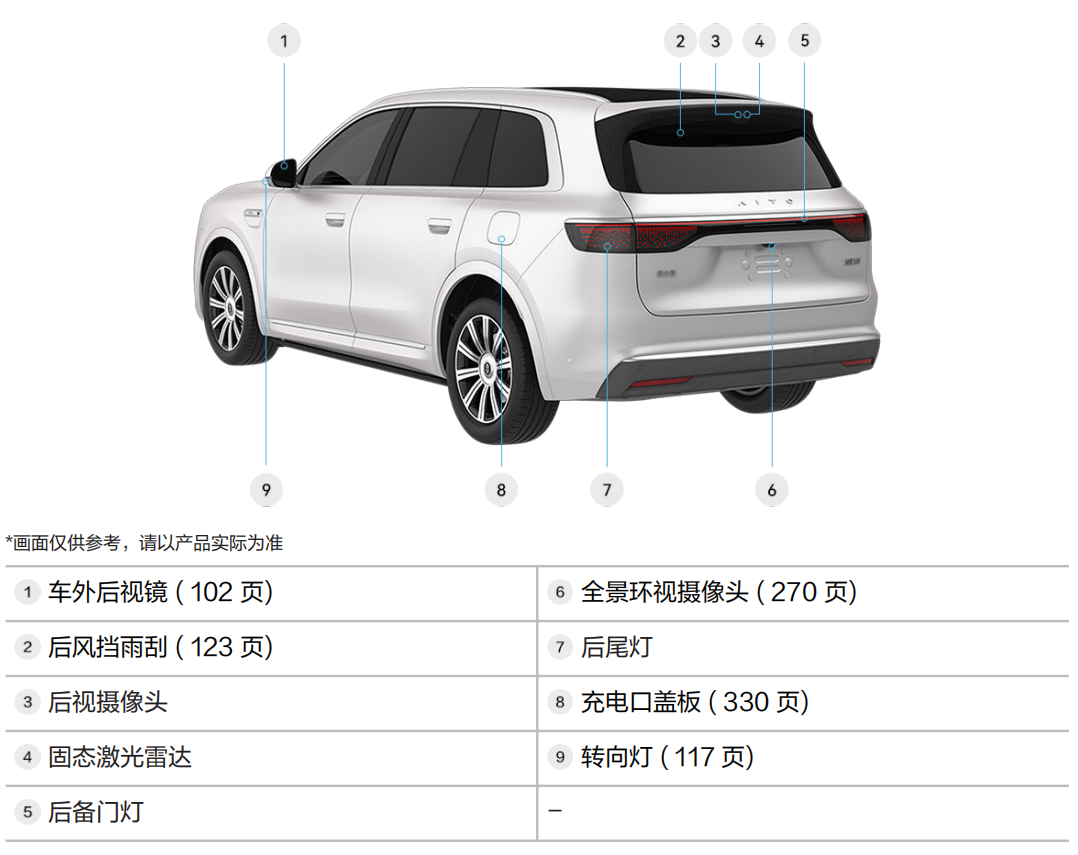 1
2
3
4
5
AITO
9
8
7
6
*画面仅供参考，请以产品实际为准
1 车外后视镜 ( 102 页)
6 全景环视摄像头 ( 270 页)
2 后风挡雨刮 ( 123 页)
7 后尾灯
3 后视摄像头
8 充电口盖板 ( 330 页)
4 固态激光雷达
9 转向灯 ( 117 页)
5 后备门灯
–